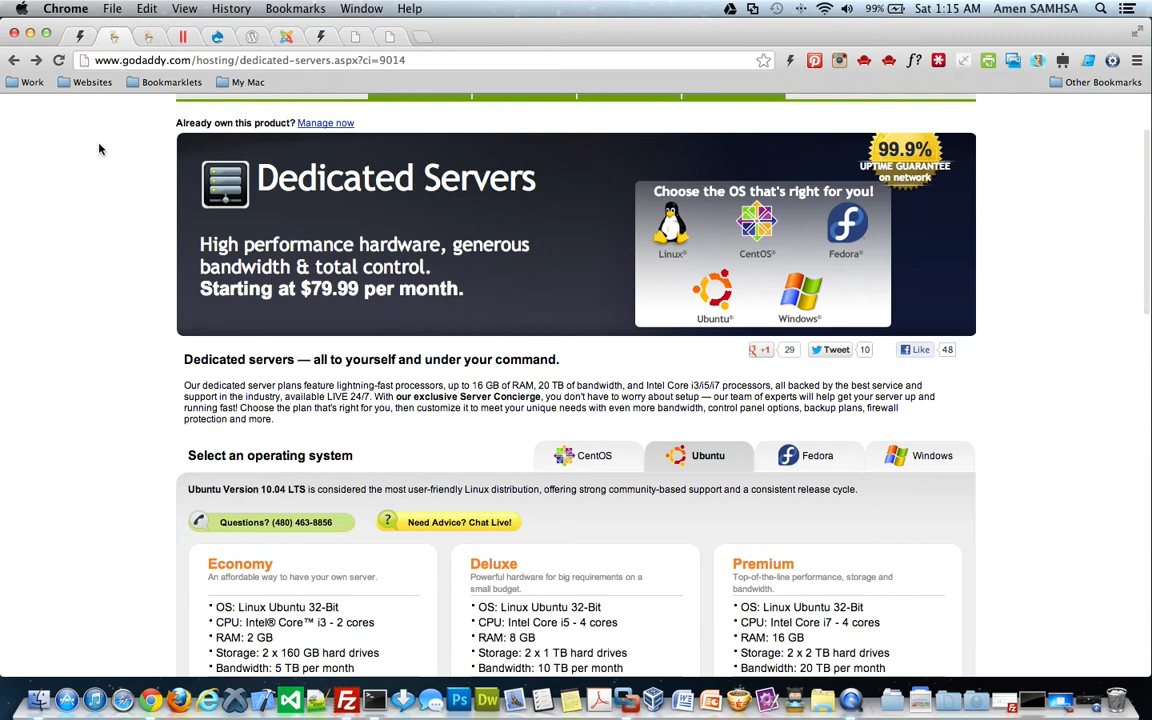 Chrome File Edit View History Bookmarks Window Help 99% Sat 1:15 AM Amen SAMHSA
www.godaddy.com/hosting/dedicated-servers.aspx?ci=9014
Work Websites Bookmarklets My Mac Other Bookmarks
Already own this product? Manage now
Dedicated Servers
High performance hardware, generous
bandwidth & total control.
Starting at $79.99 per month.
99.9%
UPTIME GUARANTEE
on network
Choose the OS that's right for you!
Linux® CentOS® Fedora®
Ubuntu® Windows®
+1 29 Tweet 10 Like 48
Dedicated servers — all to yourself and under your command.
Our dedicated server plans feature lightning-fast processors, up to 16 GB of RAM, 20 TB of bandwidth, and Intel Core i3/i5/i7 processors, all backed by the best service and
support in the industry, available LIVE 24/7. With our exclusive Server Concierge, you don't have to worry about setup — our team of experts will help get your server up and
running fast! Choose the plan that's right for you, then customize it to meet your unique needs with even more bandwidth, control panel options, backup plans, firewall
protection and more.
Select an operating system
CentOS Ubuntu Fedora Windows
Ubuntu Version 10.04 LTS is considered the most user-friendly Linux distribution, offering strong community-based support and a consistent release cycle.
Questions? (480) 463-8856 Need Advice? Chat Live!
Economy
An affordable way to have your own server.
• OS: Linux Ubuntu 32-Bit
• CPU: Intel® Core™ i3 - 2 cores
• RAM: 2 GB
• Storage: 2 x 160 GB hard drives
• Bandwidth: 5 TB per month
Deluxe
Powerful hardware for big requirements on a
small budget.
• OS: Linux Ubuntu 32-Bit
• CPU: Intel Core i5 - 4 cores
• RAM: 8 GB
• Storage: 2 x 1 TB hard drives
• Bandwidth: 10 TB per month
Premium
Top-of-the-line performance, storage and
bandwidth.
• OS: Linux Ubuntu 32-Bit
• CPU: Intel Core i7 - 4 cores
• RAM: 16 GB
• Storage: 2 x 2 TB hard drives
• Bandwidth: 20 TB per month